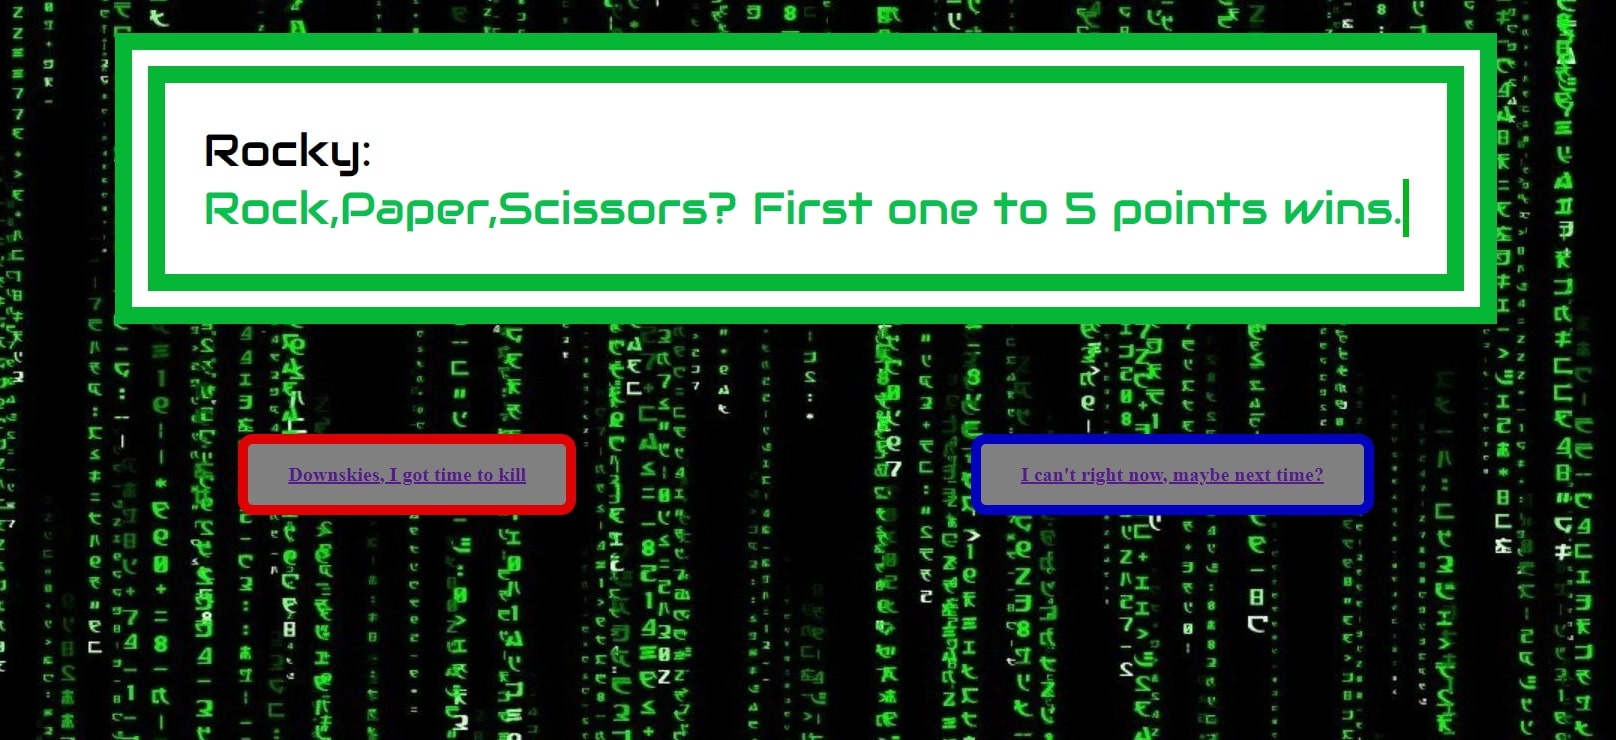 Rocky:
Rock,Paper,Scissors? First one to 5 points wins.
Downskies, I got time to kill
I can't right now, maybe next time?